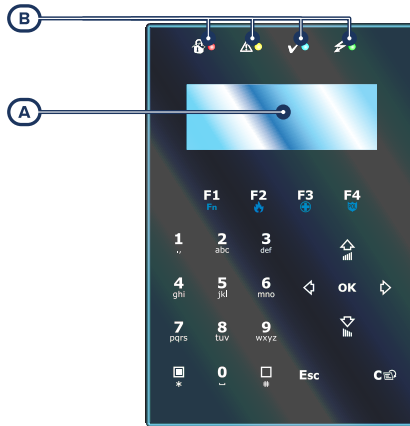 B
A
F1 F2 F3 F4
Fn
1 2 3
., abc def
4 5 6 OK
ghi jkl mno
7 8 9
pqrs tuv wxyz
0 Esc C
* ⌴ #